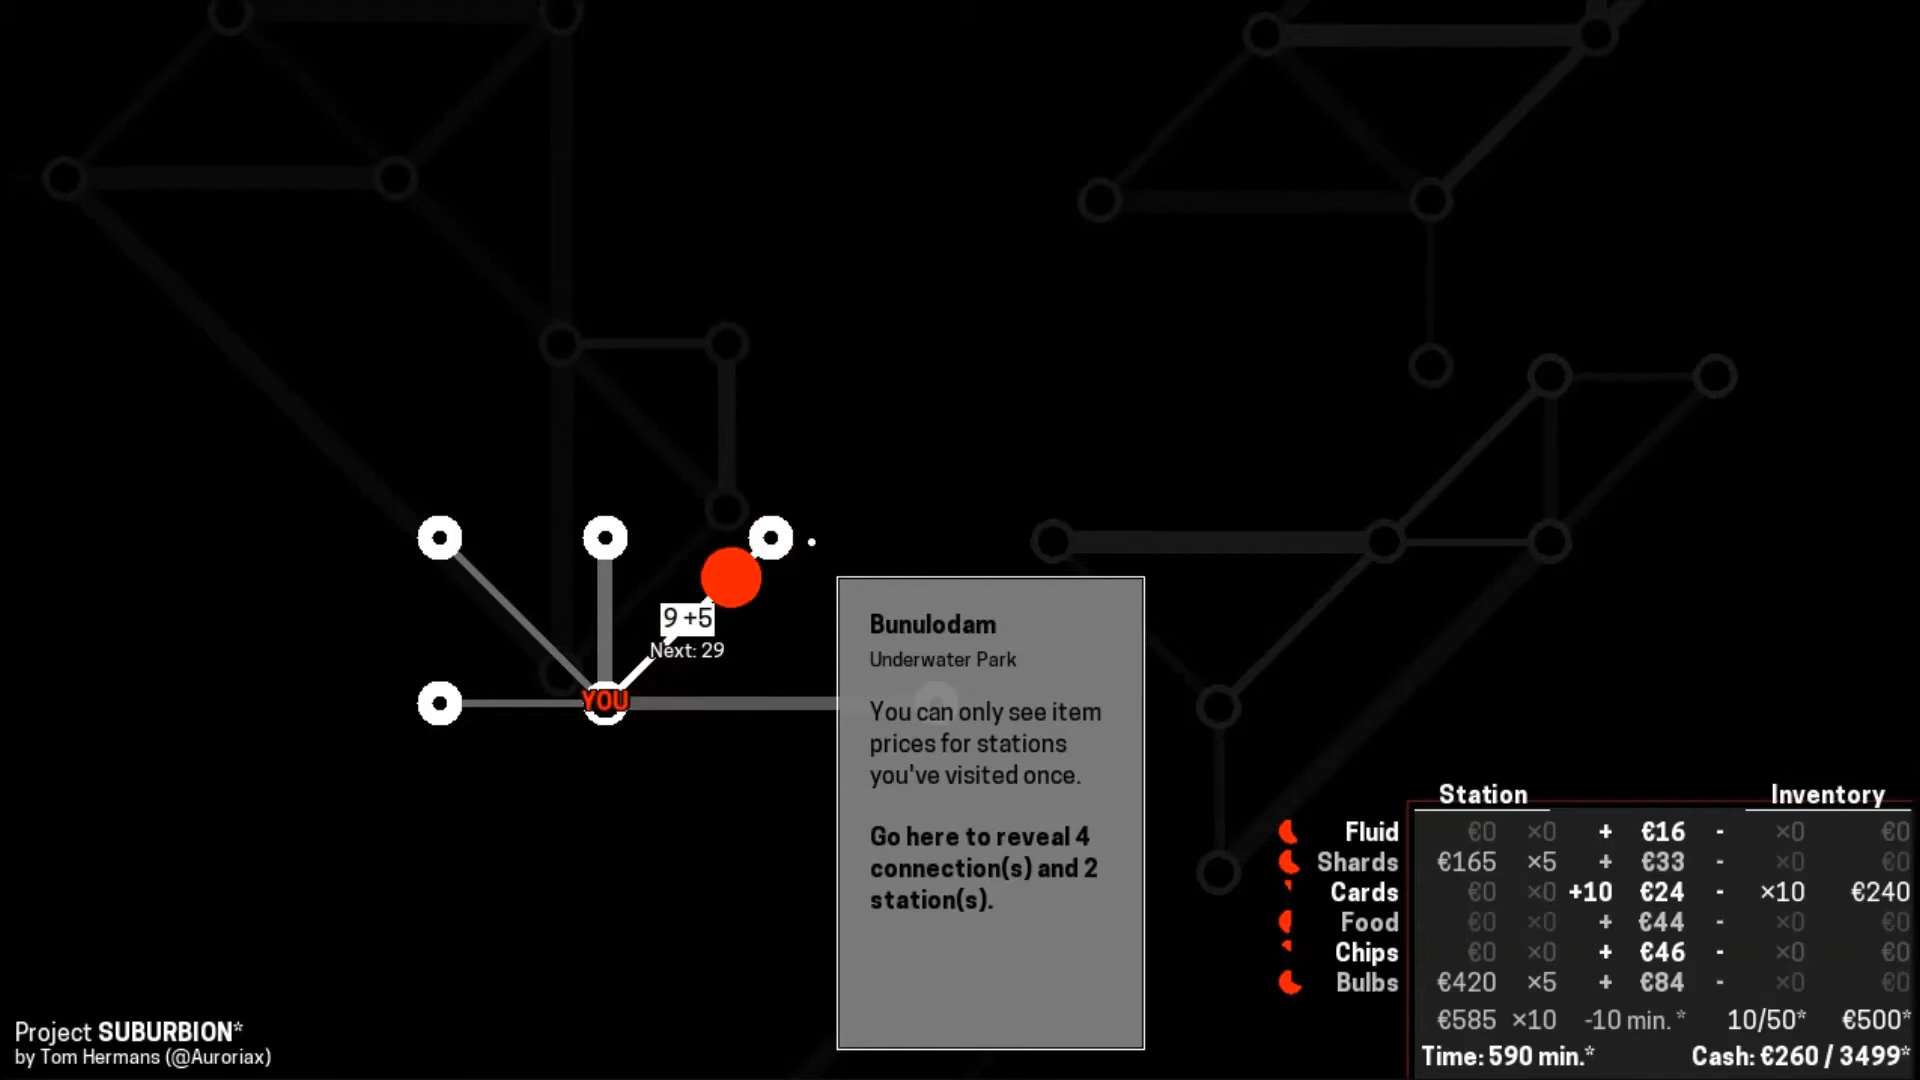 9 +5
Next: 29
YOU
Bunulodam
Underwater Park
You can only see item
prices for stations
you've visited once.
Go here to reveal 4
connection(s) and 2
station(s).
Station Inventory
Fluid €0 ×0 + €16 - ×0 €0
Shards €165 ×5 + €33 - ×0 €0
Cards €0 ×0 +10 €24 - ×10 €240
Food €0 ×0 + €44 - ×0 €0
Chips €0 ×0 + €46 - ×0 €0
Bulbs €420 ×5 + €84 - ×0 €0
€585 ×10 -10 min.* 10/50* €500*
Time: 590 min.* Cash: €260 / 3499*
Project SUBURBION*
by Tom Hermans (@Auroriax)